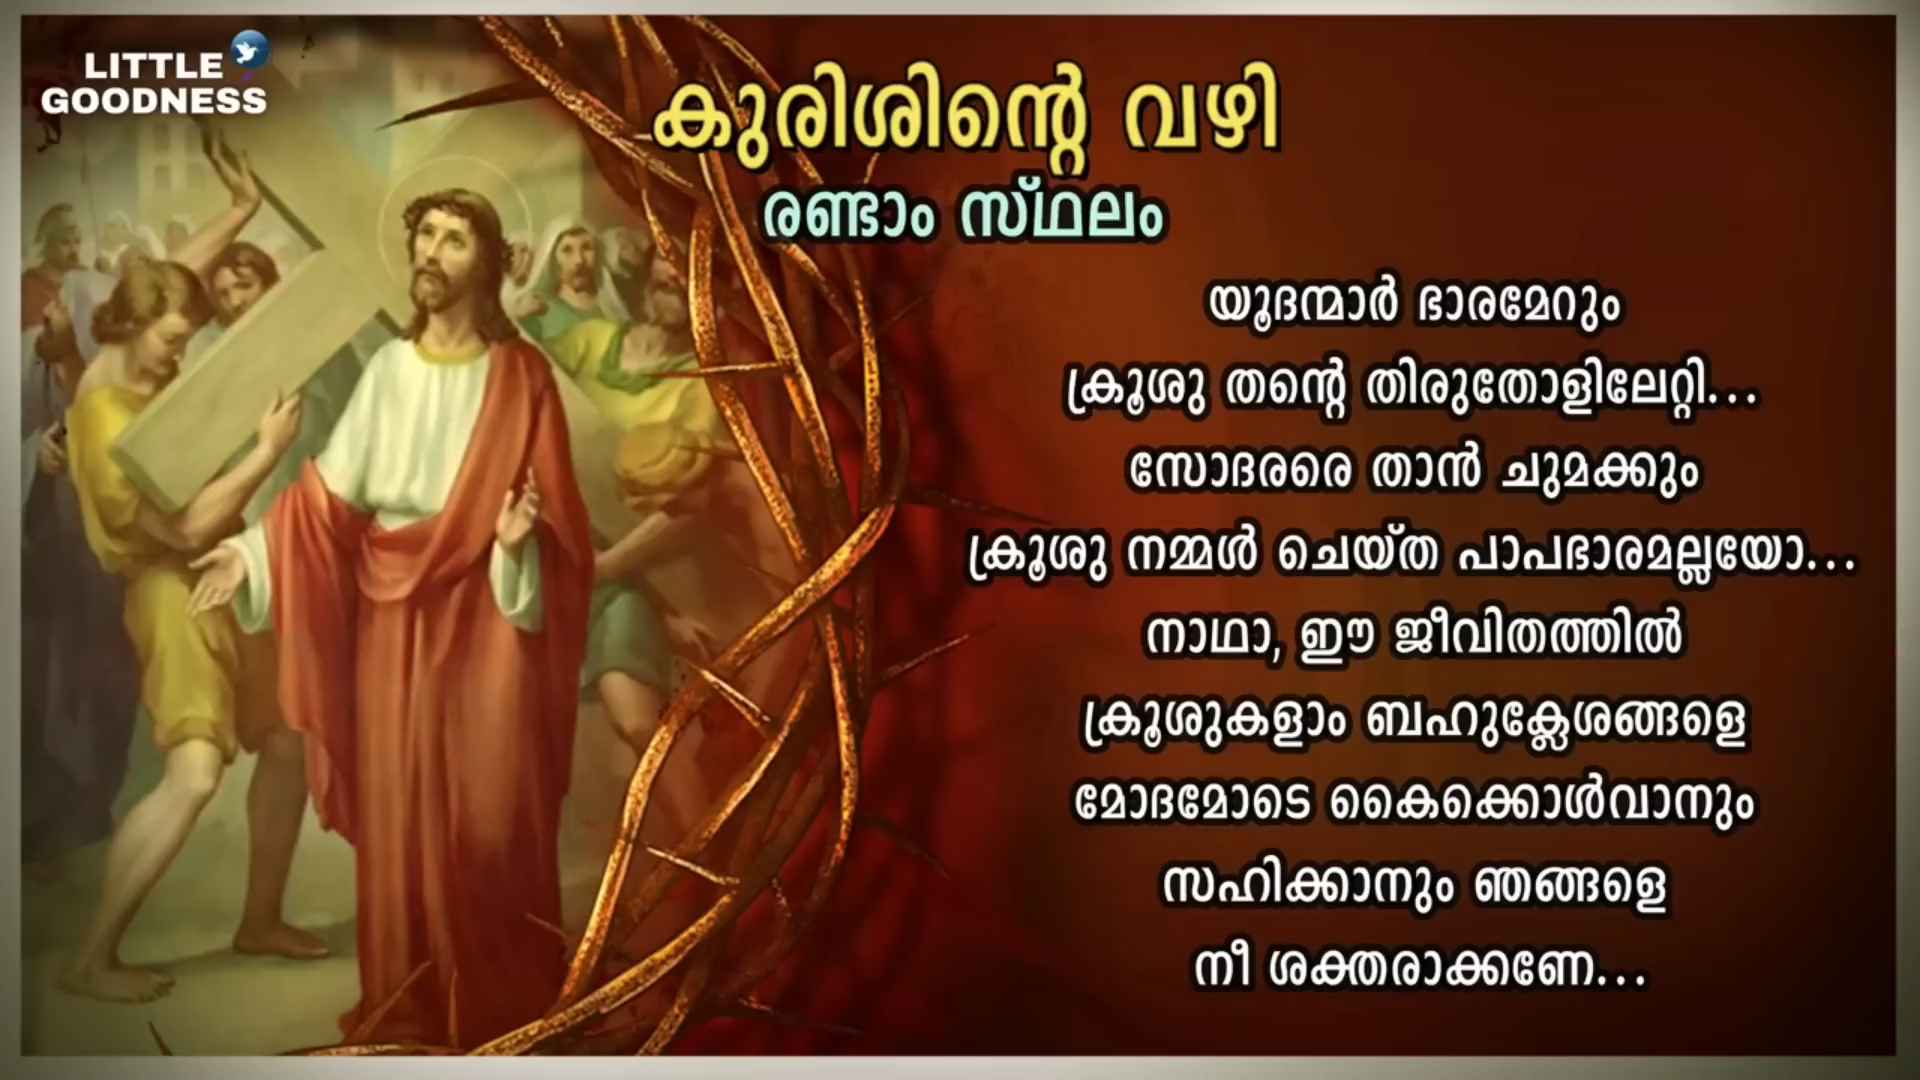 LITTLE
GOODNESS
കുരിശിന്റെ വഴി
രണ്ടാം സ്ഥലം
യൂദന്മാർ ഭാരമേറും
ക്രൂശു തന്റെ തിരുതോളിലേറ്റി...
സോദരരെ താൻ ചുമക്കും
ക്രൂശു നമ്മൾ ചെയ്ത പാപഭാരമല്ലയോ...
നാഥാ, ഈ ജീവിതത്തിൽ
ക്രൂശുകളാം ബഹുക്ലേശങ്ങളെ
മോദമോടെ കൈക്കൊൾവാനും
സഹിക്കാനും ഞങ്ങളെ
നീ ശക്തരാക്കണേ...